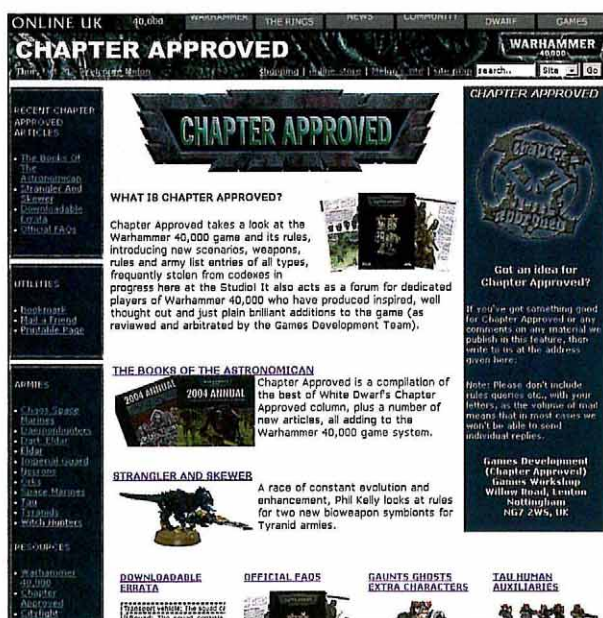 ONLINE UK
40,000
WARHAMMER
THE RINGS
NEWS
COMMUNITY
DWARF
GAMES
CHAPTER APPROVED
WARHAMMER
40,000
Shopping | online store | | site map
search..
Site
Go
RECENT CHAPTER
APPROVED
ARTICLES
The Books Of
The
Astronomican
Strangler And
Skewer
Downloadable
Errata
Official FAQs
UTILITIES
Bookmark
Mail a Friend
Printable Page
ARMIES
Chaos Space
Marines
Daemonhunters
Dark Eldar
Eldar
Imperial Guard
Necrons
Orks
Space Marines
Tau
Tyranids
Witch Hunters
RESOURCES
Warhammer
40,000
Chapter
Approved
Cityfight
CHAPTER APPROVED
WHAT IS CHAPTER APPROVED?
Chapter Approved takes a look at the
Warhammer 40,000 game and its rules,
introducing new scenarios, weapons,
rules and army list entries of all types,
frequently stolen from codexes in
progress here at the Studio! It also acts as a forum for dedicated
players of Warhammer 40,000 who have produced inspired, well
thought out and just plain brilliant additions to the game (as
reviewed and arbitrated by the Games Development Team).
THE BOOKS OF THE ASTRONOMICAN
2004 ANNUAL
2004 ANNUAL
Chapter Approved is a compilation of
the best of White Dwarf's Chapter
Approved column, plus a number of
new articles, all adding to the
Warhammer 40,000 game system.
STRANGLER AND SKEWER
A race of constant evolution and
enhancement, Phil Kelly looks at rules
for two new bioweapon symbionts for
Tyranid armies.
DOWNLOADABLE
ERRATA
Transport vehicle: The squad
OFFICIAL FAQS
GAUNTS GHOSTS
EXTRA CHARACTERS
TAU HUMAN
AUXILIARIES
CHAPTER APPROVED
Chapter
Approved
Got an idea for
Chapter Approved?
If you've got something good
for Chapter Approved or any
comments on any material we
publish in this feature, then
write to us at the address
given here:
Note: Please don't include
rules queries etc., with your
letters, as the volume of mail
means that in most cases we
won't be able to send
individual replies.
Games Development
(Chapter Approved)
Games Workshop
Willow Road, Lenton
Nottingham
NG7 2WS, UK